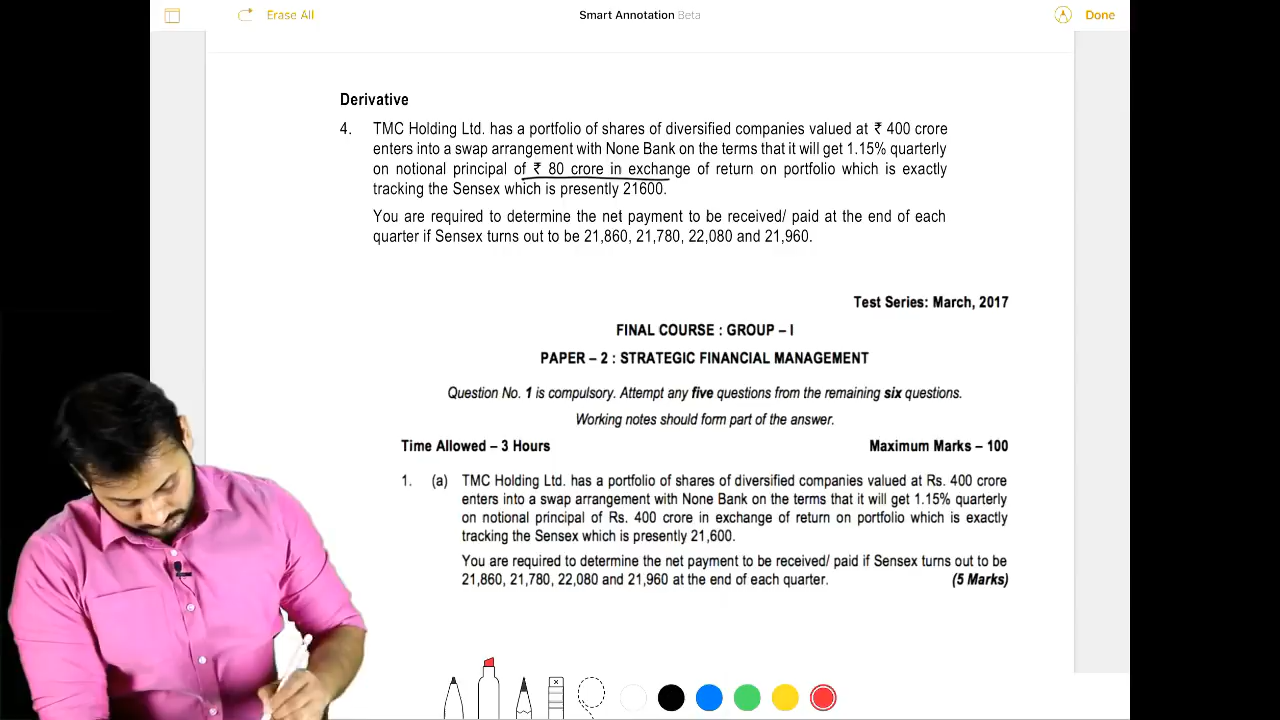 Erase All
Smart Annotation Beta
Done
Derivative
4. TMC Holding Ltd. has a portfolio of shares of diversified companies valued at ₹ 400 crore
enters into a swap arrangement with None Bank on the terms that it will get 1.15% quarterly
on notional principal of ₹ 80 crore in exchange of return on portfolio which is exactly
tracking the Sensex which is presently 21600.
You are required to determine the net payment to be received/ paid at the end of each
quarter if Sensex turns out to be 21,860, 21,780, 22,080 and 21,960.
Test Series: March, 2017
FINAL COURSE : GROUP – I
PAPER – 2 : STRATEGIC FINANCIAL MANAGEMENT
Question No. 1 is compulsory. Attempt any five questions from the remaining six questions.
Working notes should form part of the answer.
Time Allowed – 3 Hours
Maximum Marks – 100
1. (a) TMC Holding Ltd. has a portfolio of shares of diversified companies valued at Rs. 400 crore
enters into a swap arrangement with None Bank on the terms that it will get 1.15% quarterly
on notional principal of Rs. 400 crore in exchange of return on portfolio which is exactly
tracking the Sensex which is presently 21,600.
You are required to determine the net payment to be received/ paid if Sensex turns out to be
21,860, 21,780, 22,080 and 21,960 at the end of each quarter. (5 Marks)